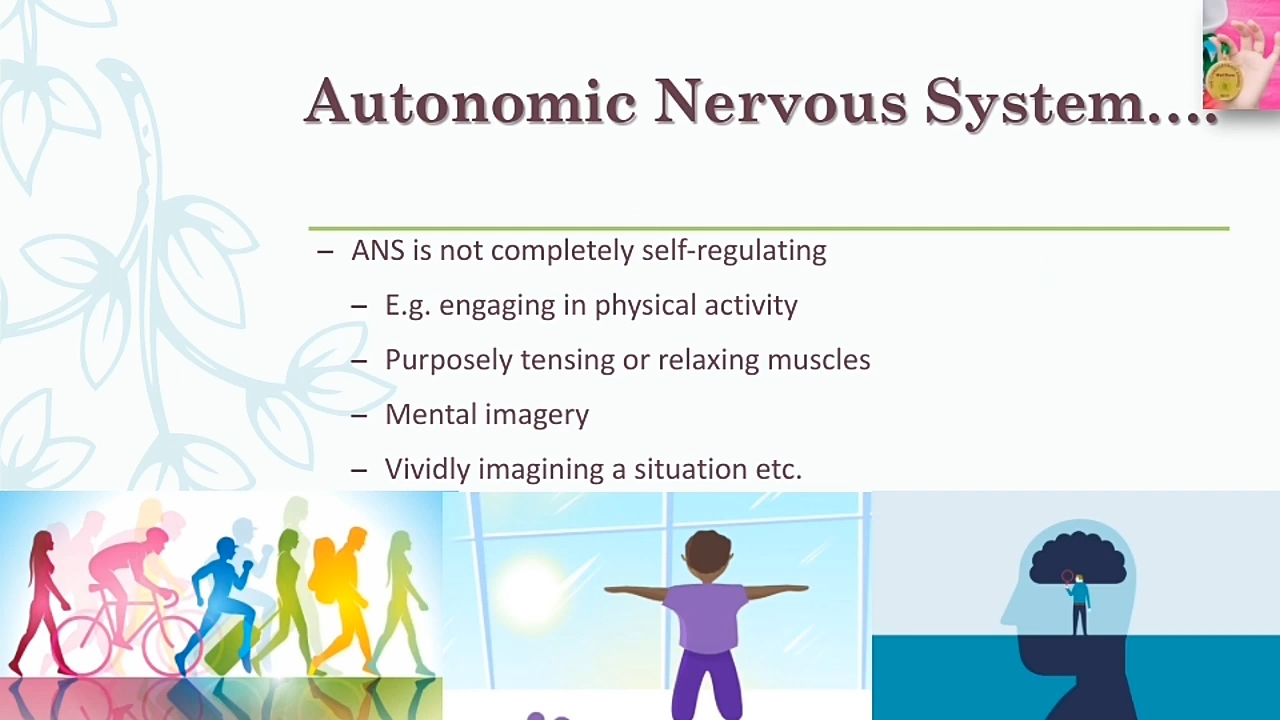 Autonomic Nervous System....
– ANS is not completely self-regulating
– E.g. engaging in physical activity
– Purposely tensing or relaxing muscles
– Mental imagery
– Vividly imagining a situation etc.